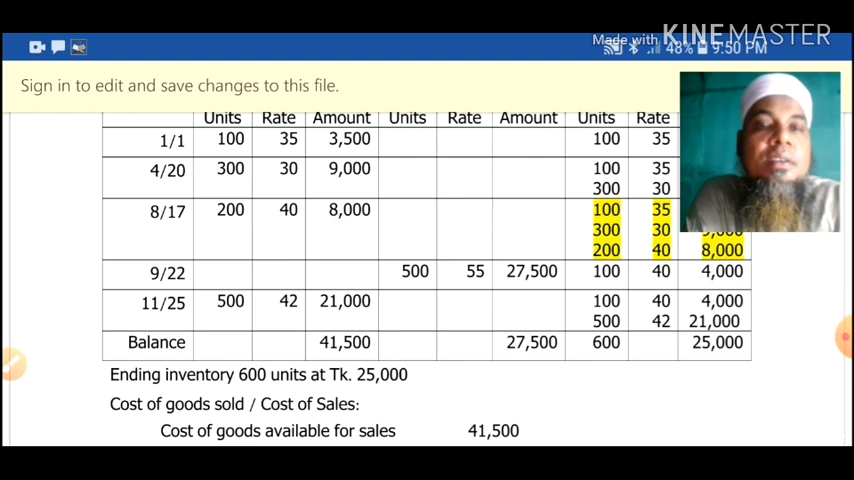 Made with KINEMASTER
48% 9:50 PM
Sign in to edit and save changes to this file.
Units Rate Amount Units Rate Amount Units Rate
1/1 100 35 3,500 100 35
4/20 300 30 9,000 100 35
300 30
8/17 200 40 8,000 100 35
300 30 9,000
200 40 8,000
9/22 500 55 27,500 100 40 4,000
11/25 500 42 21,000 100 40 4,000
500 42 21,000
Balance 41,500 27,500 600 25,000
Ending inventory 600 units at Tk. 25,000
Cost of goods sold / Cost of Sales:
Cost of goods available for sales 41,500